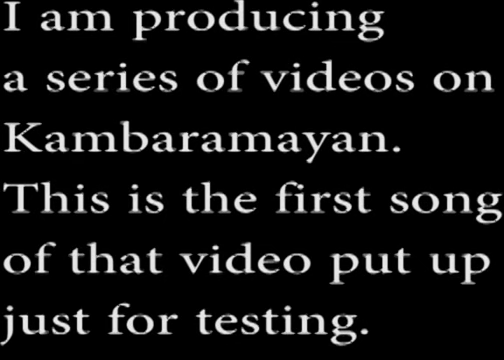 I am producing
a series of videos on
Kambaramayan.
This is the first song
of that video put up
just for testing.